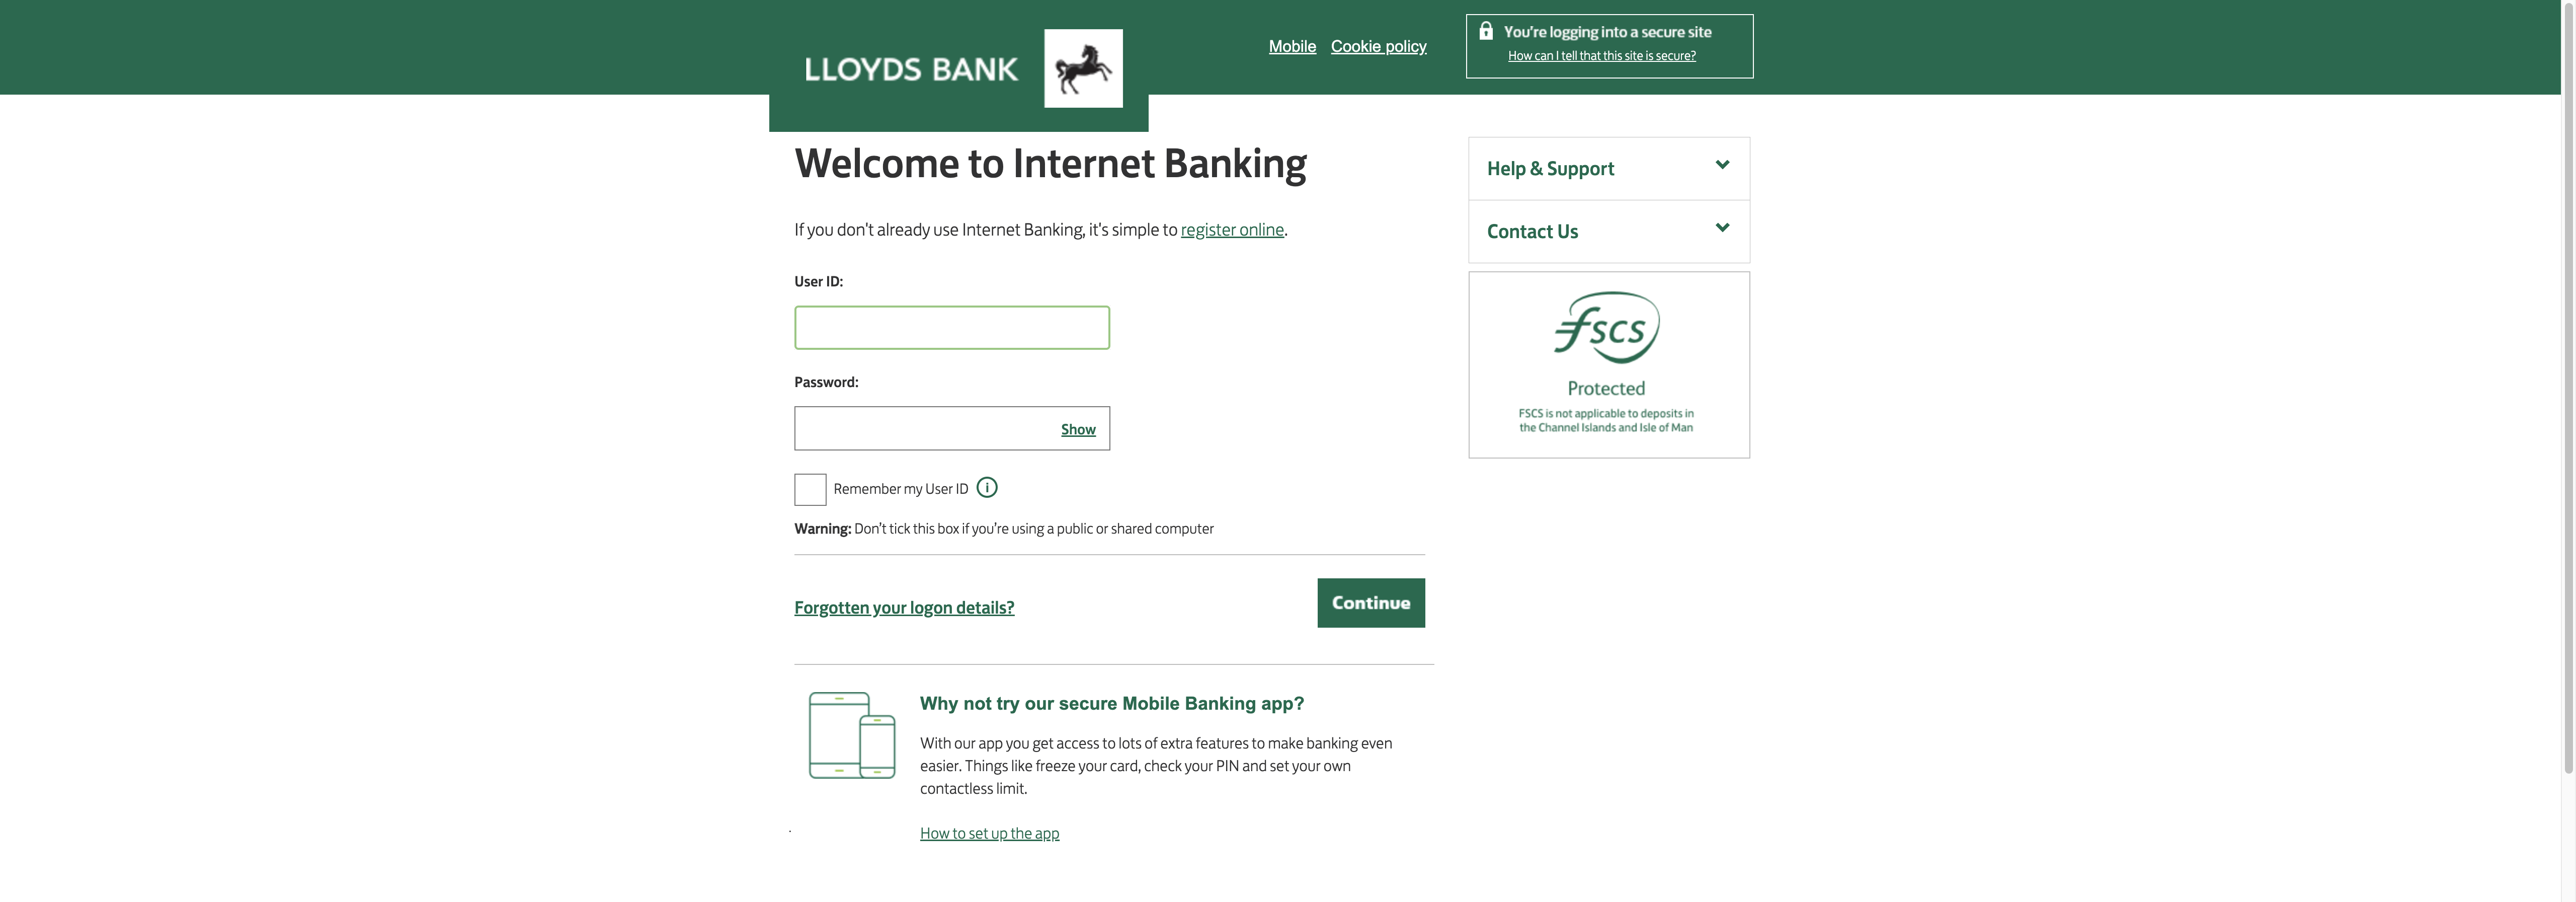 LLOYDS BANK
Mobile Cookie policy
You're logging into a secure site
How can I tell that this site is secure?
Welcome to Internet Banking
If you don't already use Internet Banking, it's simple to register online.
User ID:
Password:
Show
Remember my User ID i
Warning: Don't tick this box if you're using a public or shared computer
Forgotten your logon details?
Continue
Why not try our secure Mobile Banking app?
With our app you get access to lots of extra features to make banking even
easier. Things like freeze your card, check your PIN and set your own
contactless limit.
How to set up the app
Help & Support
Contact Us
fscs
Protected
FSCS is not applicable to deposits in
the Channel Islands and Isle of Man